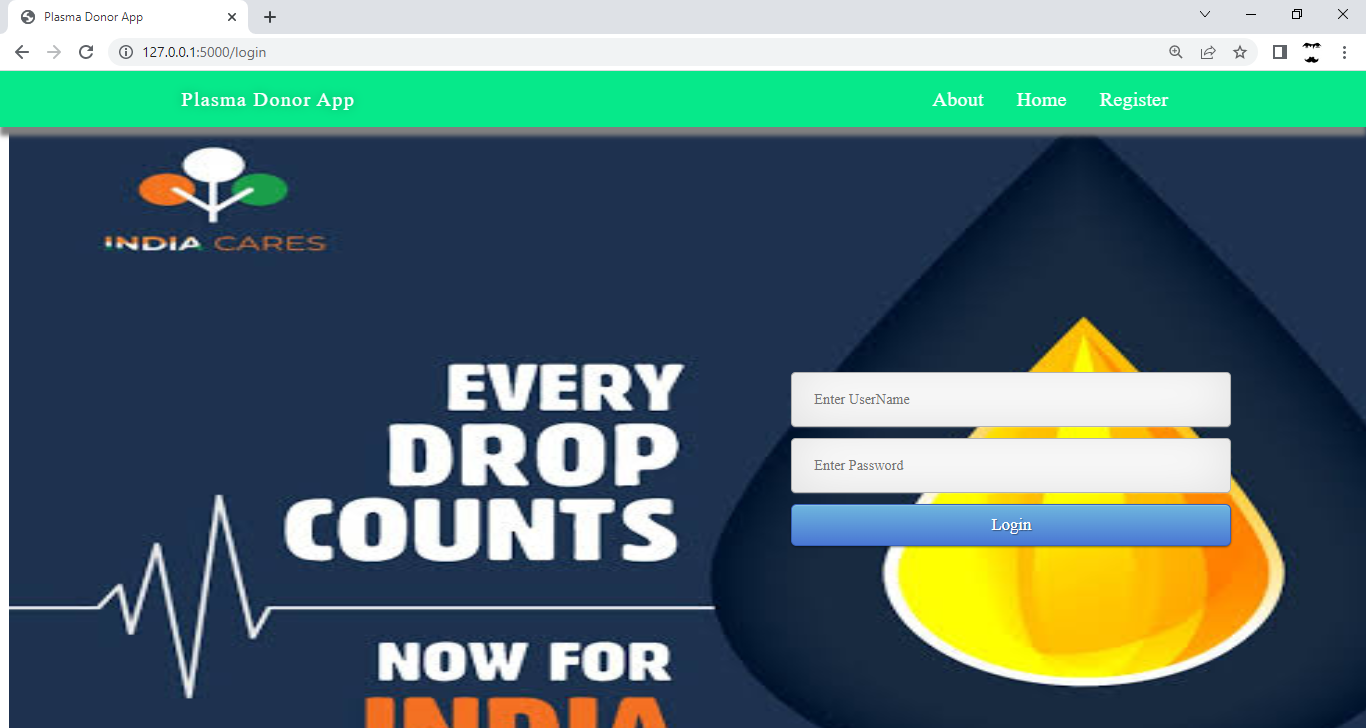 Plasma Donor App
127.0.0.1:5000/login
Plasma Donor App
About Home Register
INDIA CARES
EVERY
DROP
COUNTS
Enter UserName
Enter Password
Login
NOW FOR
INDIA